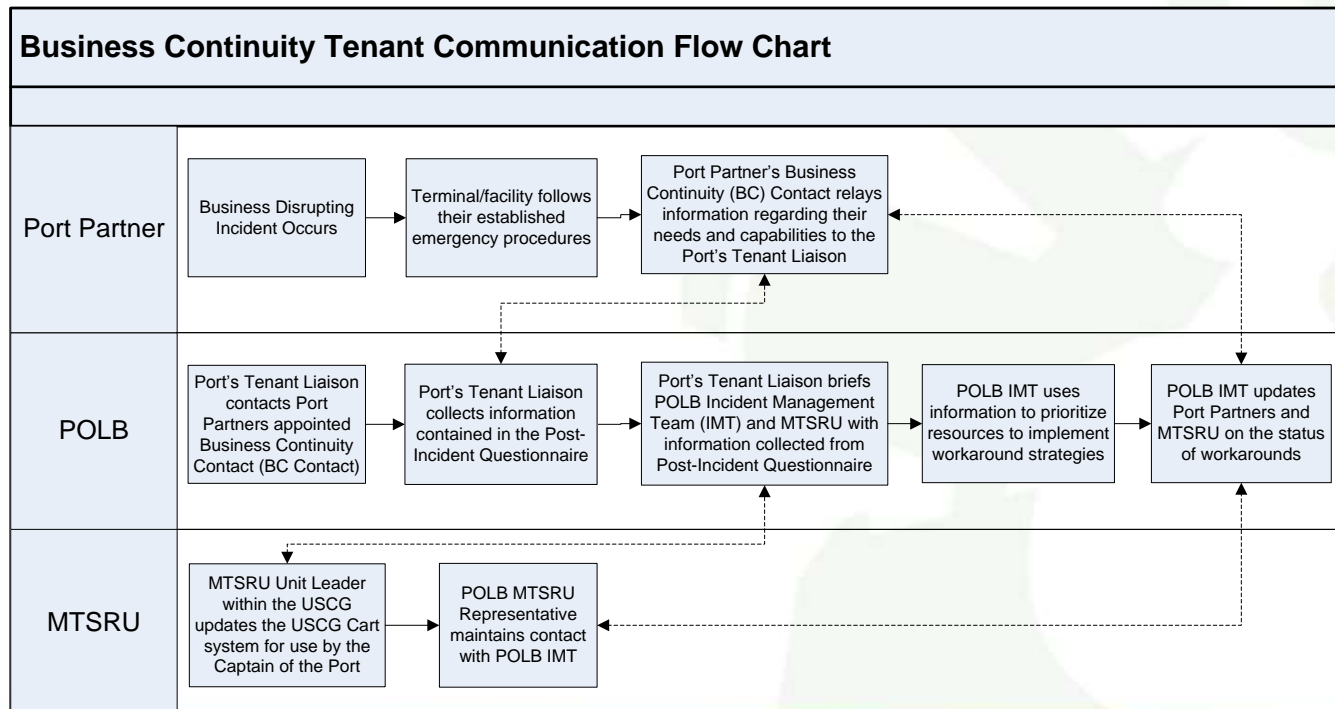 Business Continuity Tenant Communication Flow Chart
Port Partner
Business Disrupting
Incident Occurs
Terminal/facility follows
their established
emergency procedures
Port Partner’s Business
Continuity (BC) Contact relays
information regarding their
needs and capabilities to the
Port’s Tenant Liaison
POLB
Port’s Tenant Liaison
contacts Port
Partners appointed
Business Continuity
Contact (BC Contact)
Port’s Tenant Liaison
collects information
contained in the Post-
Incident Questionnaire
Port’s Tenant Liaison briefs
POLB Incident Management
Team (IMT) and MTSRU with
information collected from
Post-Incident Questionnaire
POLB IMT uses
information to prioritize
resources to implement
workaround strategies
POLB IMT updates
Port Partners and
MTSRU on the status
of workarounds
MTSRU
MTSRU Unit Leader
within the USCG
updates the USCG Cart
system for use by the
Captain of the Port
POLB MTSRU
Representative
maintains contact
with POLB IMT